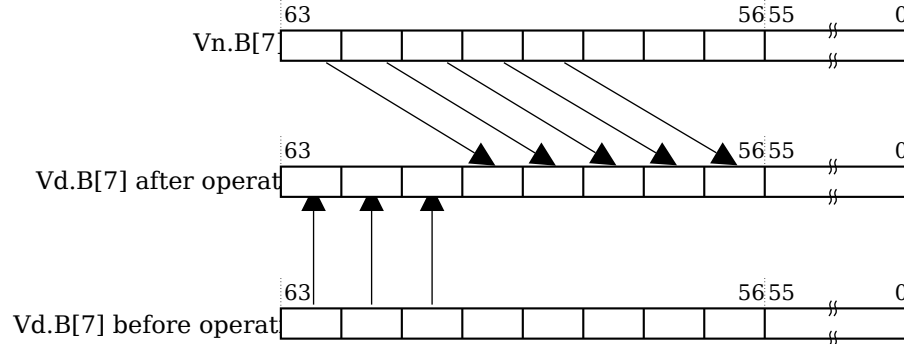 63 56 55 0
Vn.B[7]
63 56 55 0
Vd.B[7] after operat
63 56 55 0
Vd.B[7] before operat